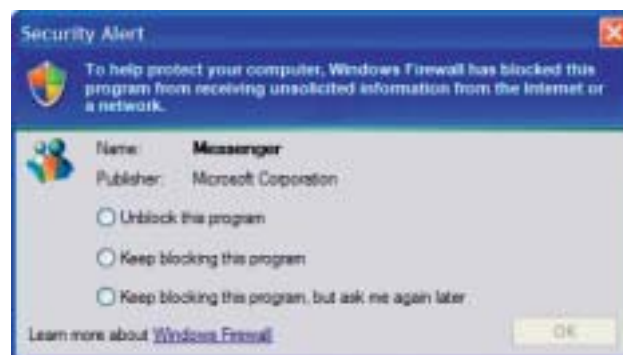 Security Alert
To help protect your computer, Windows Firewall has blocked this
program from receiving unsolicited information from the Internet or
a network.
Name: Messenger
Publisher: Microsoft Corporation
Unblock this program
Keep blocking this program
Keep blocking this program, but ask me again later
Learn more about Windows Firewall
OK